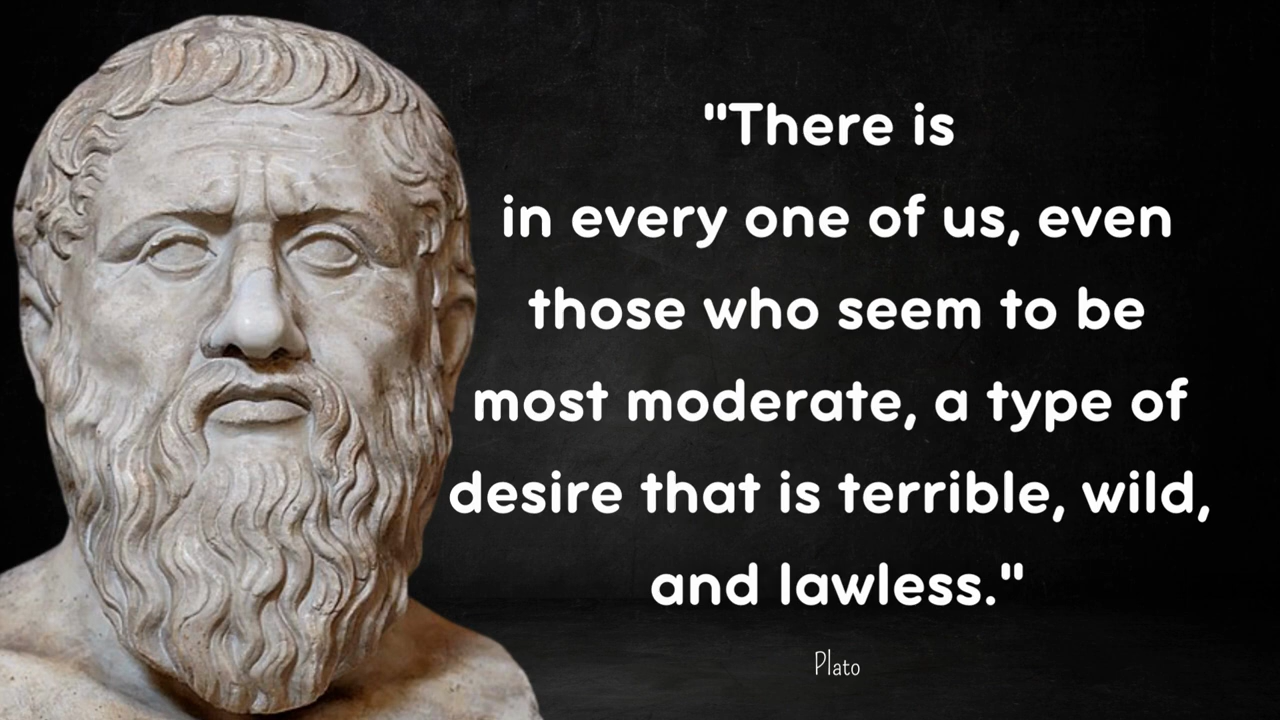 "There is
in every one of us, even
those who seem to be
most moderate, a type of
desire that is terrible, wild,
and lawless."
Plato